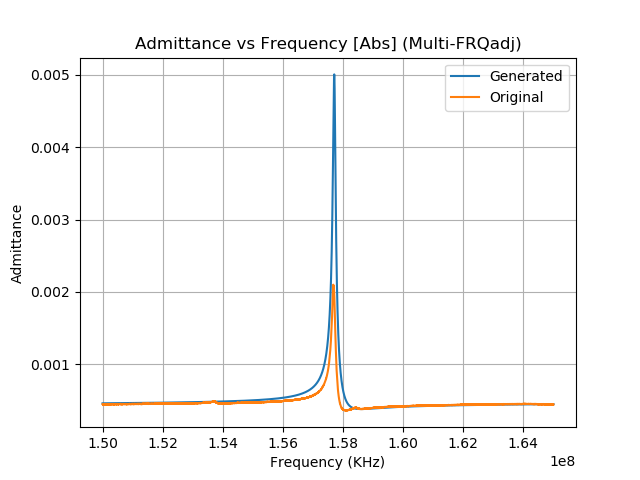 Admittance vs Frequency [Abs] (Multi-FRQadj)
Generated
Original
0.005
0.004
0.003
0.002
0.001
Admittance
1.50 1.52 1.54 1.56 1.58 1.60 1.62 1.64
1e8
Frequency (KHz)